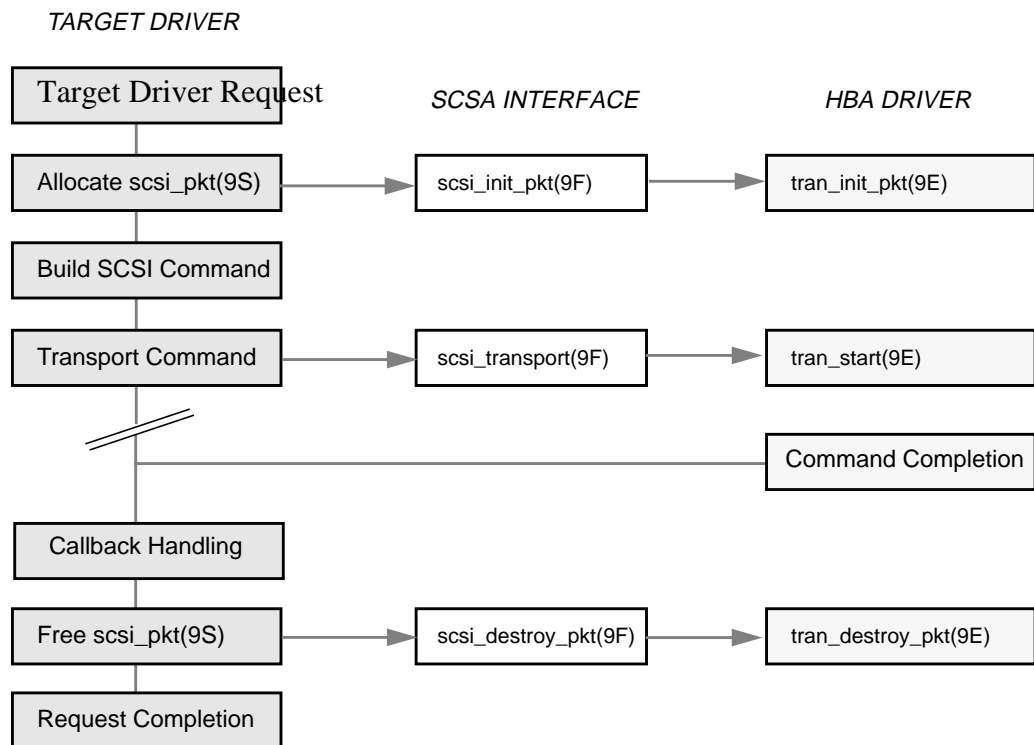 TARGET DRIVER
Target Driver Request
SCSA INTERFACE
HBA DRIVER
Allocate scsi_pkt(9S)
scsi_init_pkt(9F)
tran_init_pkt(9E)
Build SCSI Command
Transport Command
scsi_transport(9F)
tran_start(9E)
Command Completion
Callback Handling
Free scsi_pkt(9S)
scsi_destroy_pkt(9F)
tran_destroy_pkt(9E)
Request Completion